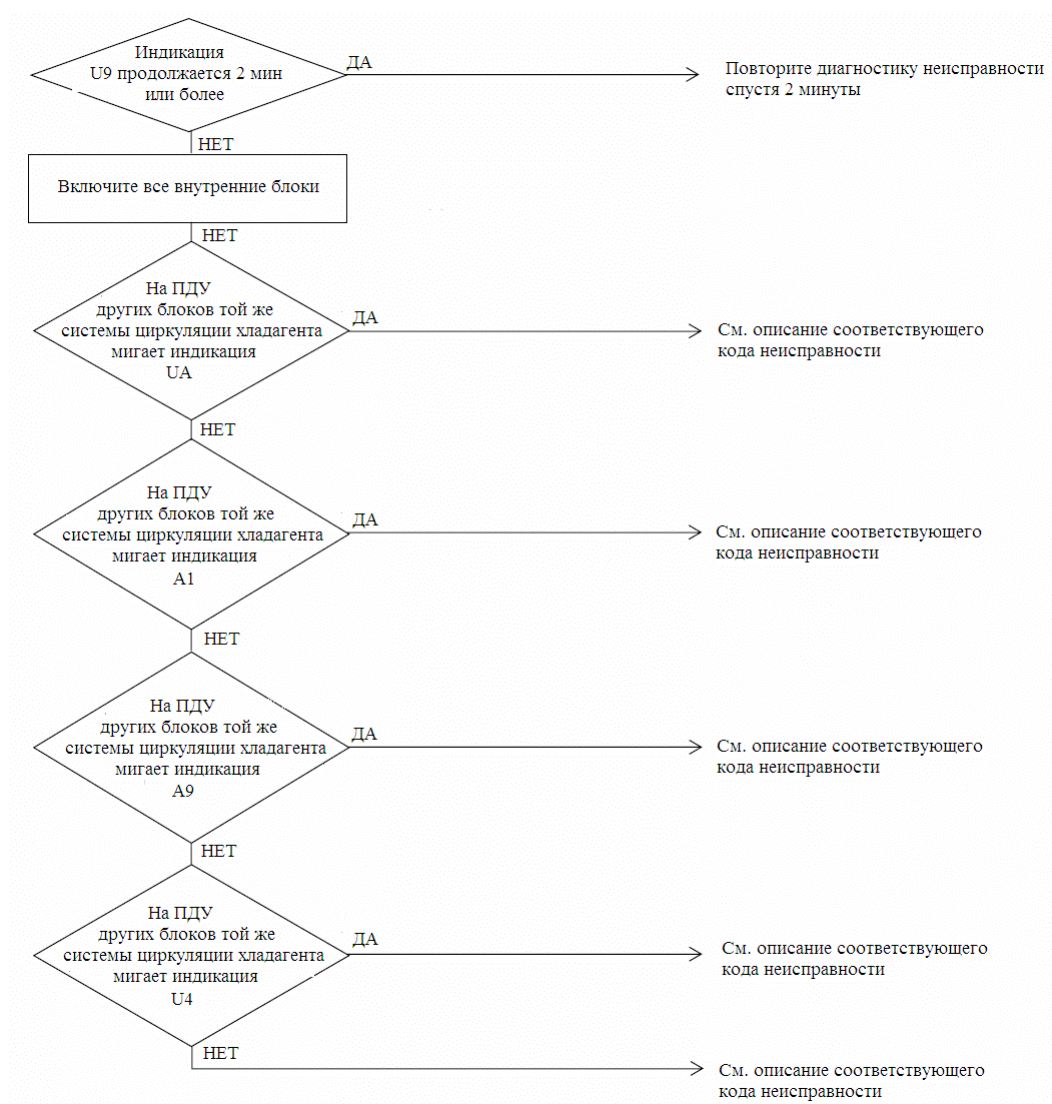 Индикация
U9 продолжается 2 мин
или более
ДА
Повторите диагностику неисправности
спустя 2 минуты
НЕТ
Включите все внутренние блоки
НЕТ
На ПДУ
других блоков той же
системы циркуляции хладагента
мигает индикация
UA
ДА
См. описание соответствующего
кода неисправности
НЕТ
На ПДУ
других блоков той же
системы циркуляции хладагента
мигает индикация
A1
ДА
См. описание соответствующего
кода неисправности
НЕТ
На ПДУ
других блоков той же
системы циркуляции хладагента
мигает индикация
A9
ДА
См. описание соответствующего
кода неисправности
НЕТ
На ПДУ
других блоков той же
системы циркуляции хладагента
мигает индикация
U4
ДА
См. описание соответствующего
кода неисправности
НЕТ
См. описание соответствующего
кода неисправности